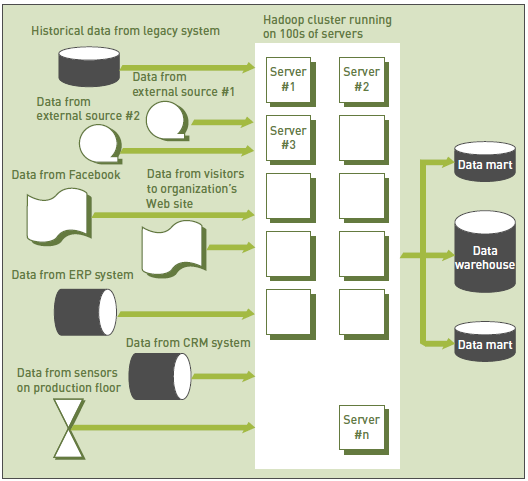 Historical data from legacy system
Hadoop cluster running
on 100s of servers
Data from
external source #1
Data from
external source #2
Data from Facebook
Data from visitors
to organization's
Web site
Data from ERP system
Data from CRM system
Data from sensors
on production floor
Server
#1
Server
#2
Server
#3
Server
#n
Data mart
Data
warehouse
Data mart